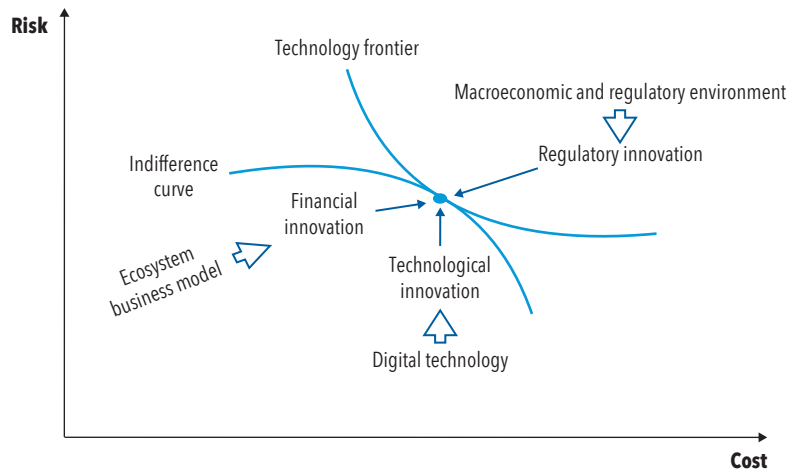 Risk
Technology frontier
Macroeconomic and regulatory environment
Regulatory innovation
Indifference
curve
Financial
innovation
Ecosystem
business model
Technological
innovation
Digital technology
Cost